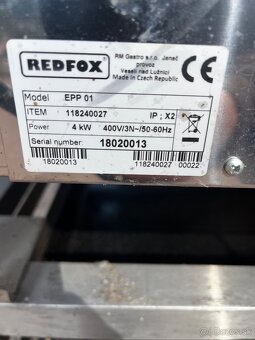 REDFOX
RM Gastro s.r.o. Jenač
provoz
Veselí nad Lužnicí
Made in Czech Republic
CE
Model EPP 01
ITEM 118240027 IP ; X2
Power 4 kW 400V/3N~/50-60Hz
Serial number: 18020013
18020013 118240027 00022